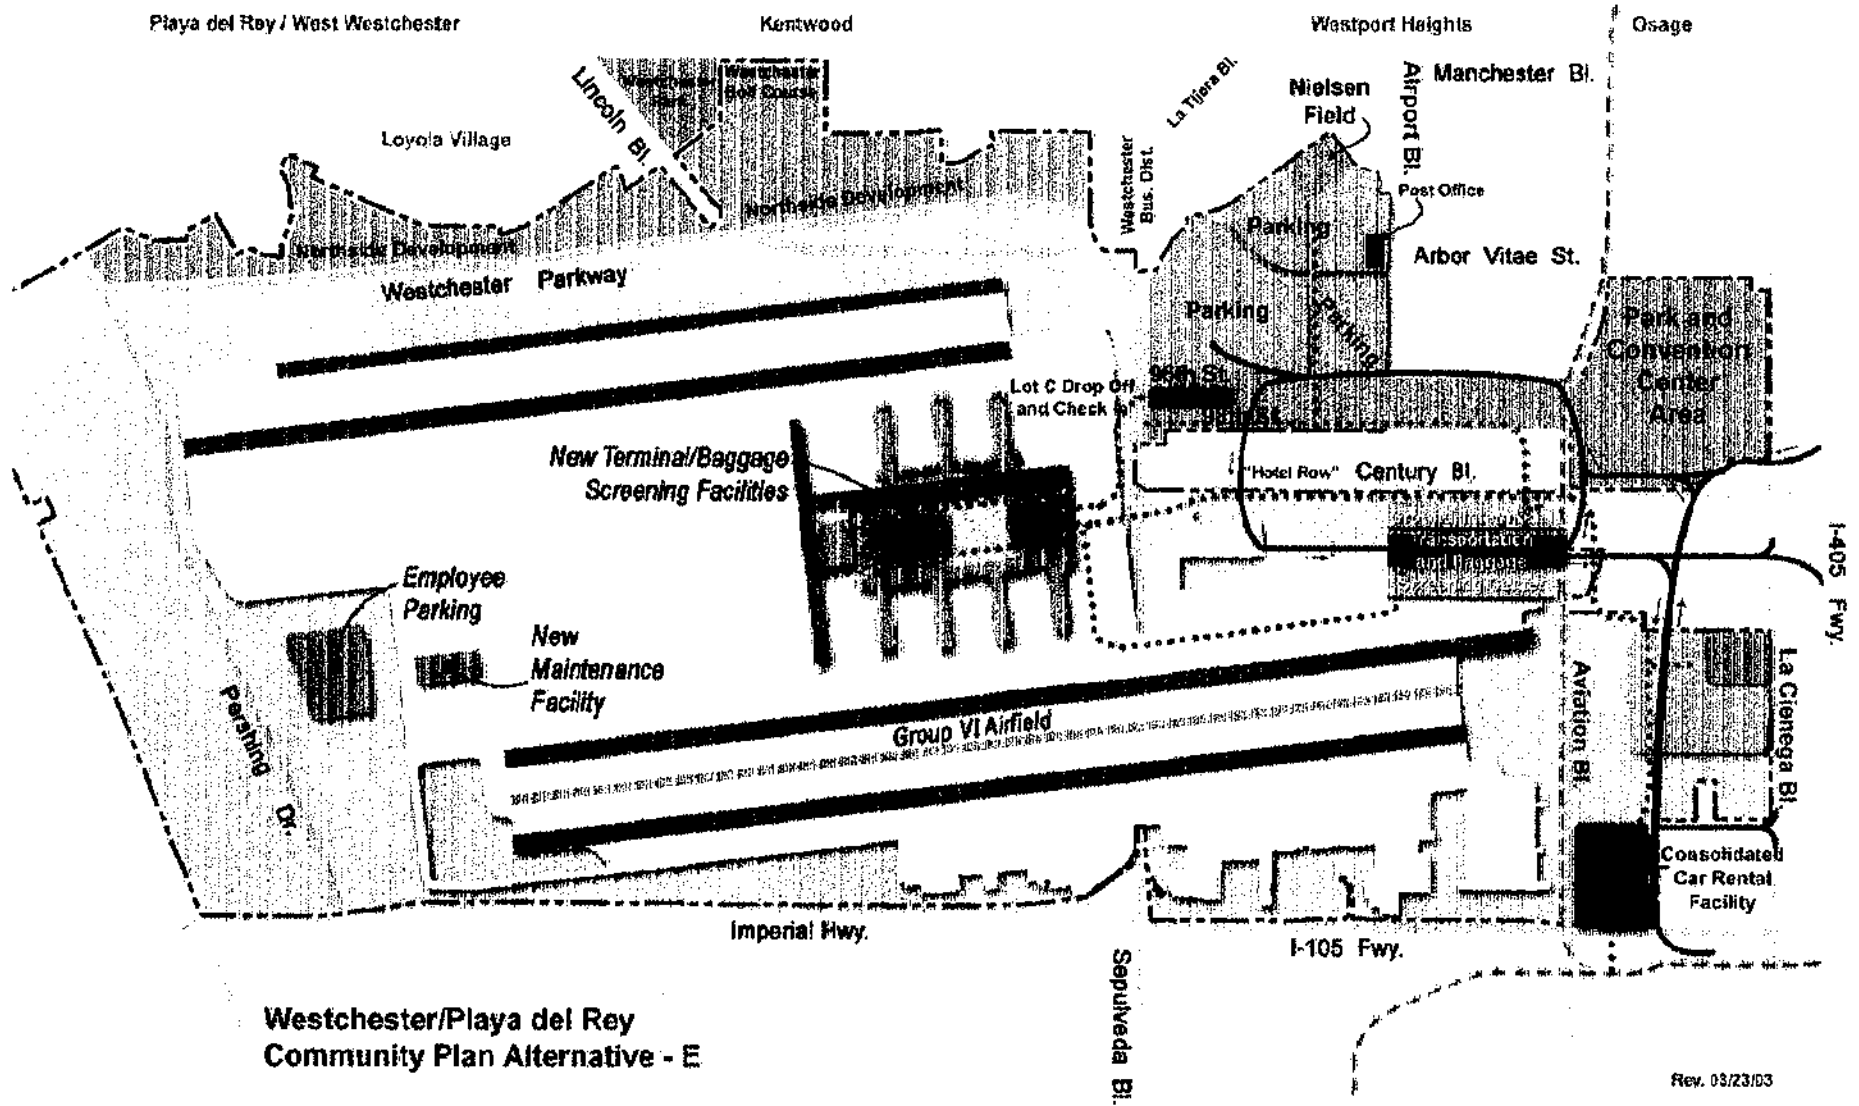 Playa del Rey / West Westchester
Kentwood
Westport Heights
Osage
Lincoln Bl.
Westchester
Golf Course
La Tijera Bl.
Nielsen
Field
Airport Bl.
Manchester Bl.
Loyola Village
Westchester
Bus. Dist.
Post Office
Northside Development
Northside Development
Parking
Arbor Vitae St.
Westchester Parkway
Parking
Parking
Park and
Convention
Center
Area
Lot C Drop Off
and Check In
96th St.
New Terminal/Baggage
Screening Facilities
"Hotel Row"
Century Bl.
I-405 Fwy.
Transportation
Employee
Parking
New
Maintenance
Facility
Pershing Dr.
Group VI Airfield
Aviation Bl.
La Cienega Bl.
Consolidated
Car Rental
Facility
Imperial Hwy.
I-105 Fwy.
Sepulveda Bl.
Westchester/Playa del Rey
Community Plan Alternative - E
Rev. 03/23/03